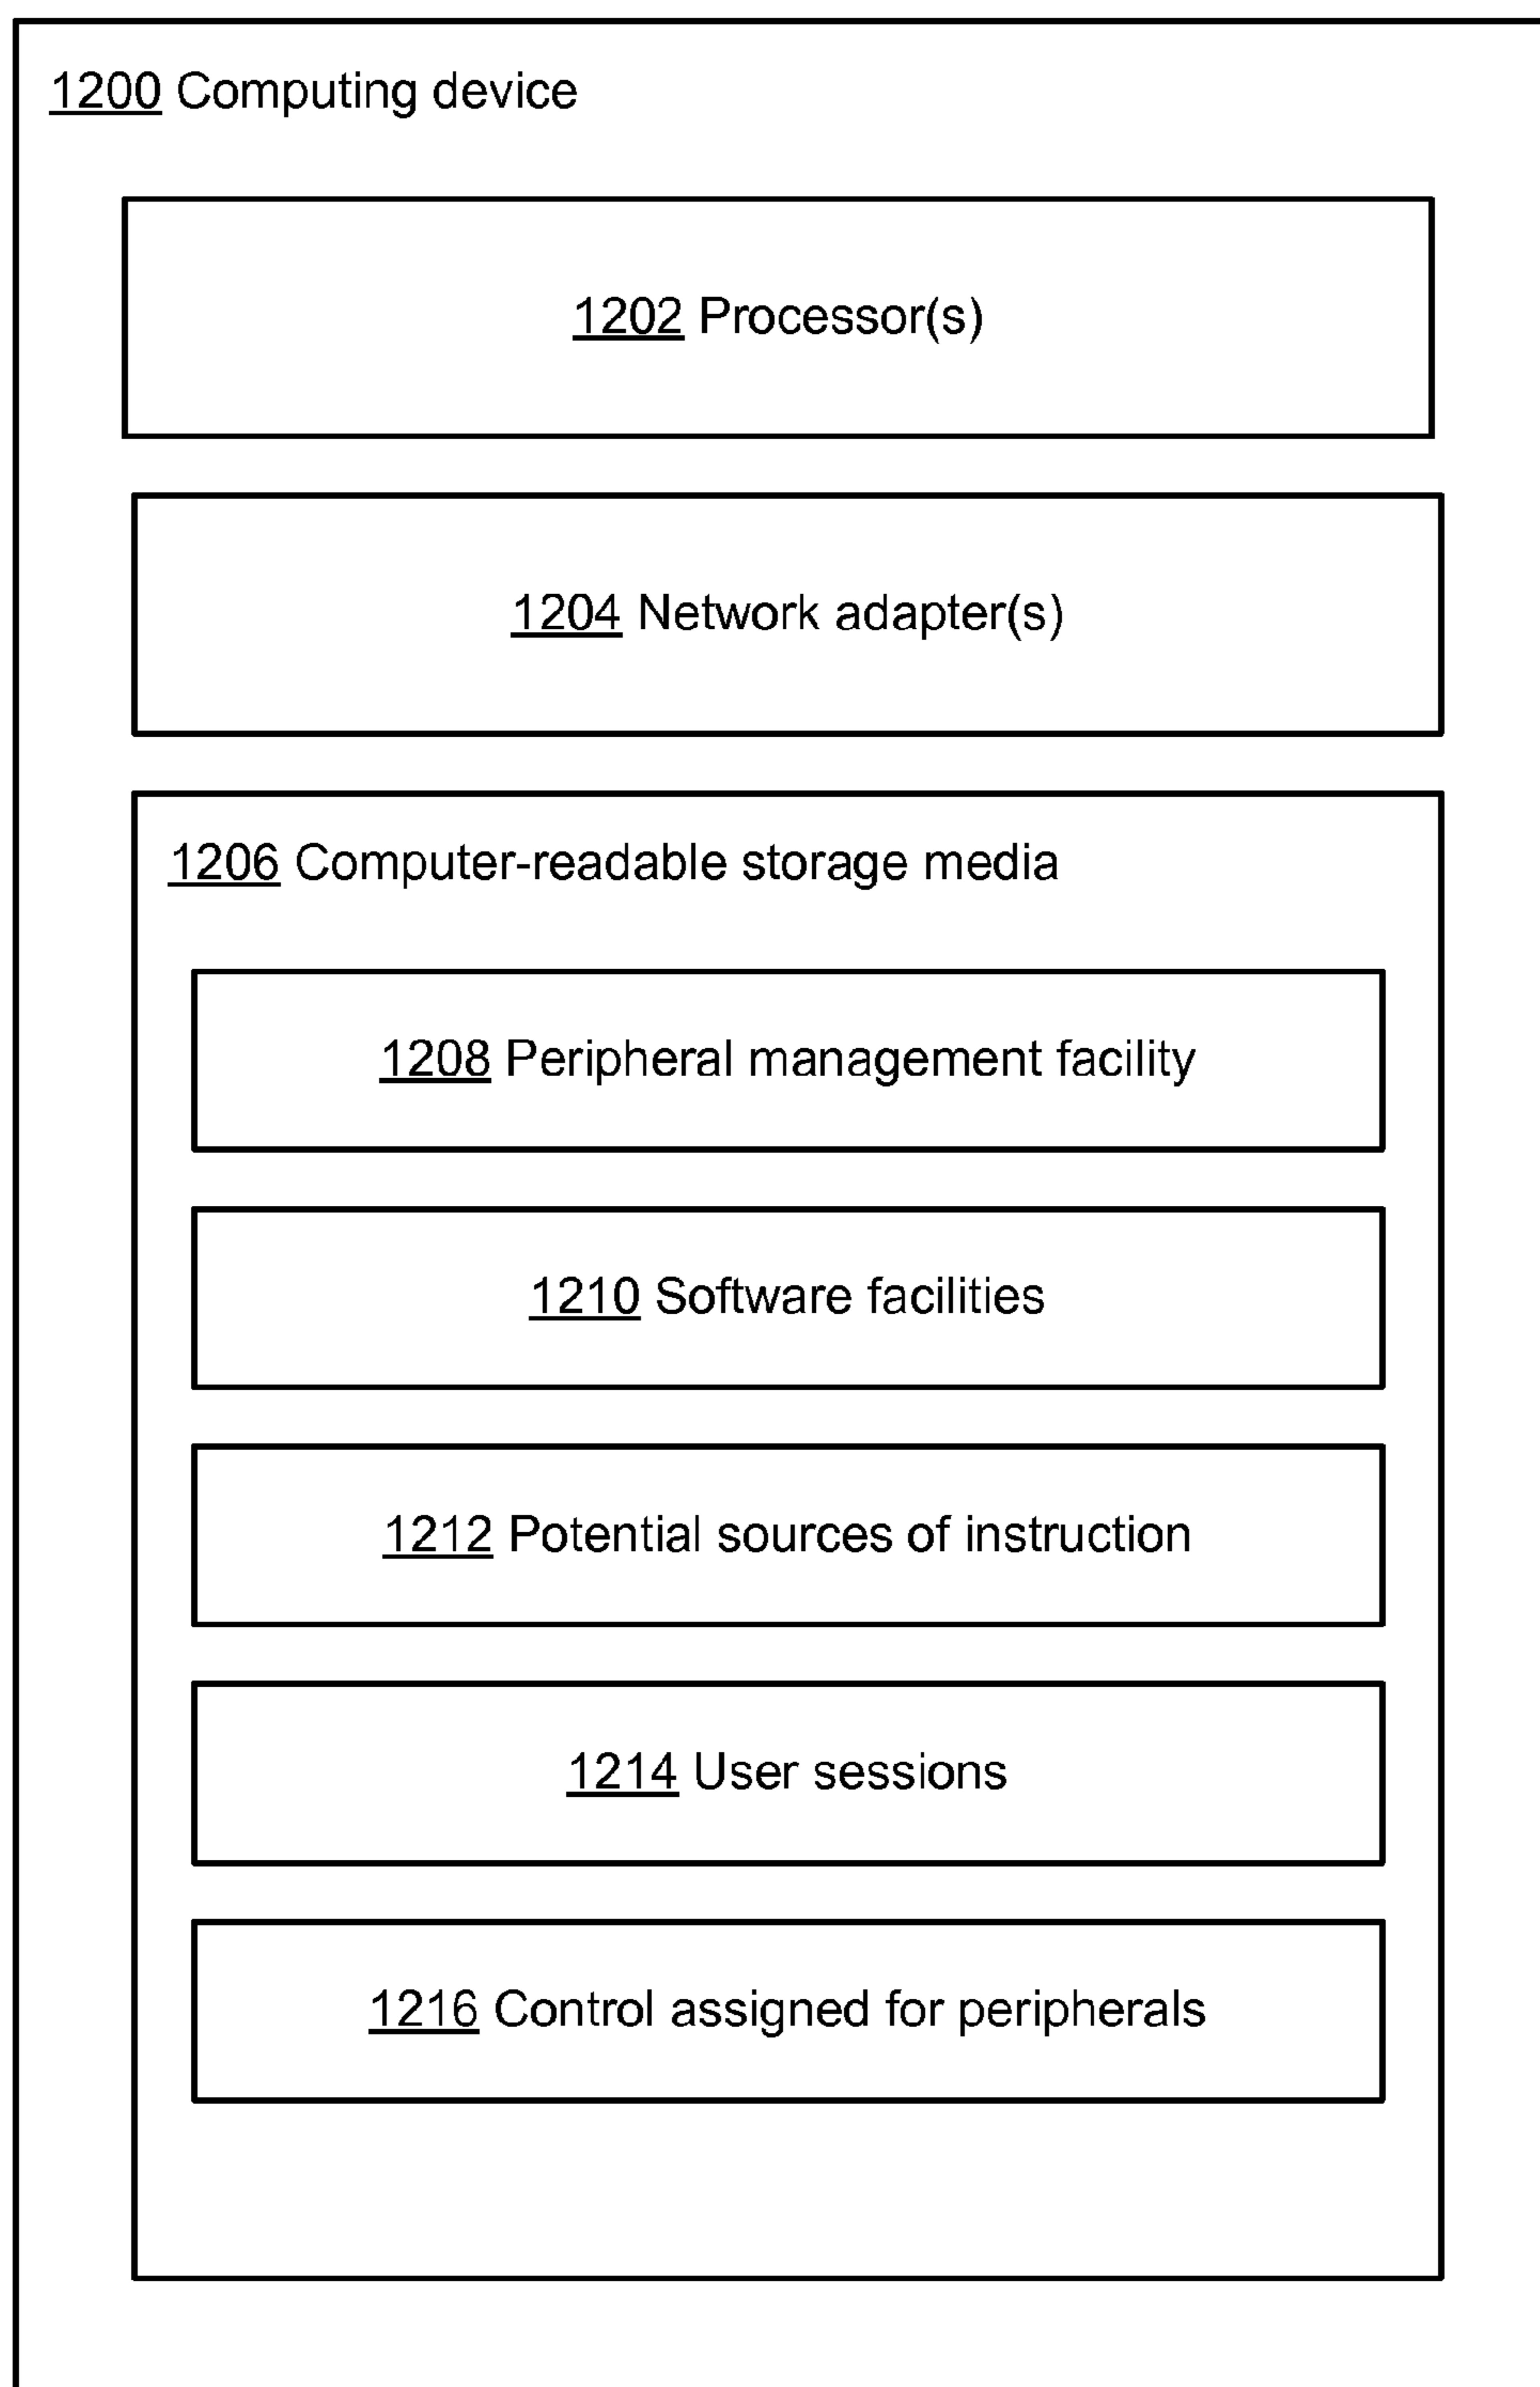 1200 Computing device
1202 Processor(s)
1204 Network adapter(s)
1206 Computer-readable storage media
1208 Peripheral management facility
1210 Software facilities
1212 Potential sources of instruction
1214 User sessions
1216 Control assigned for peripherals